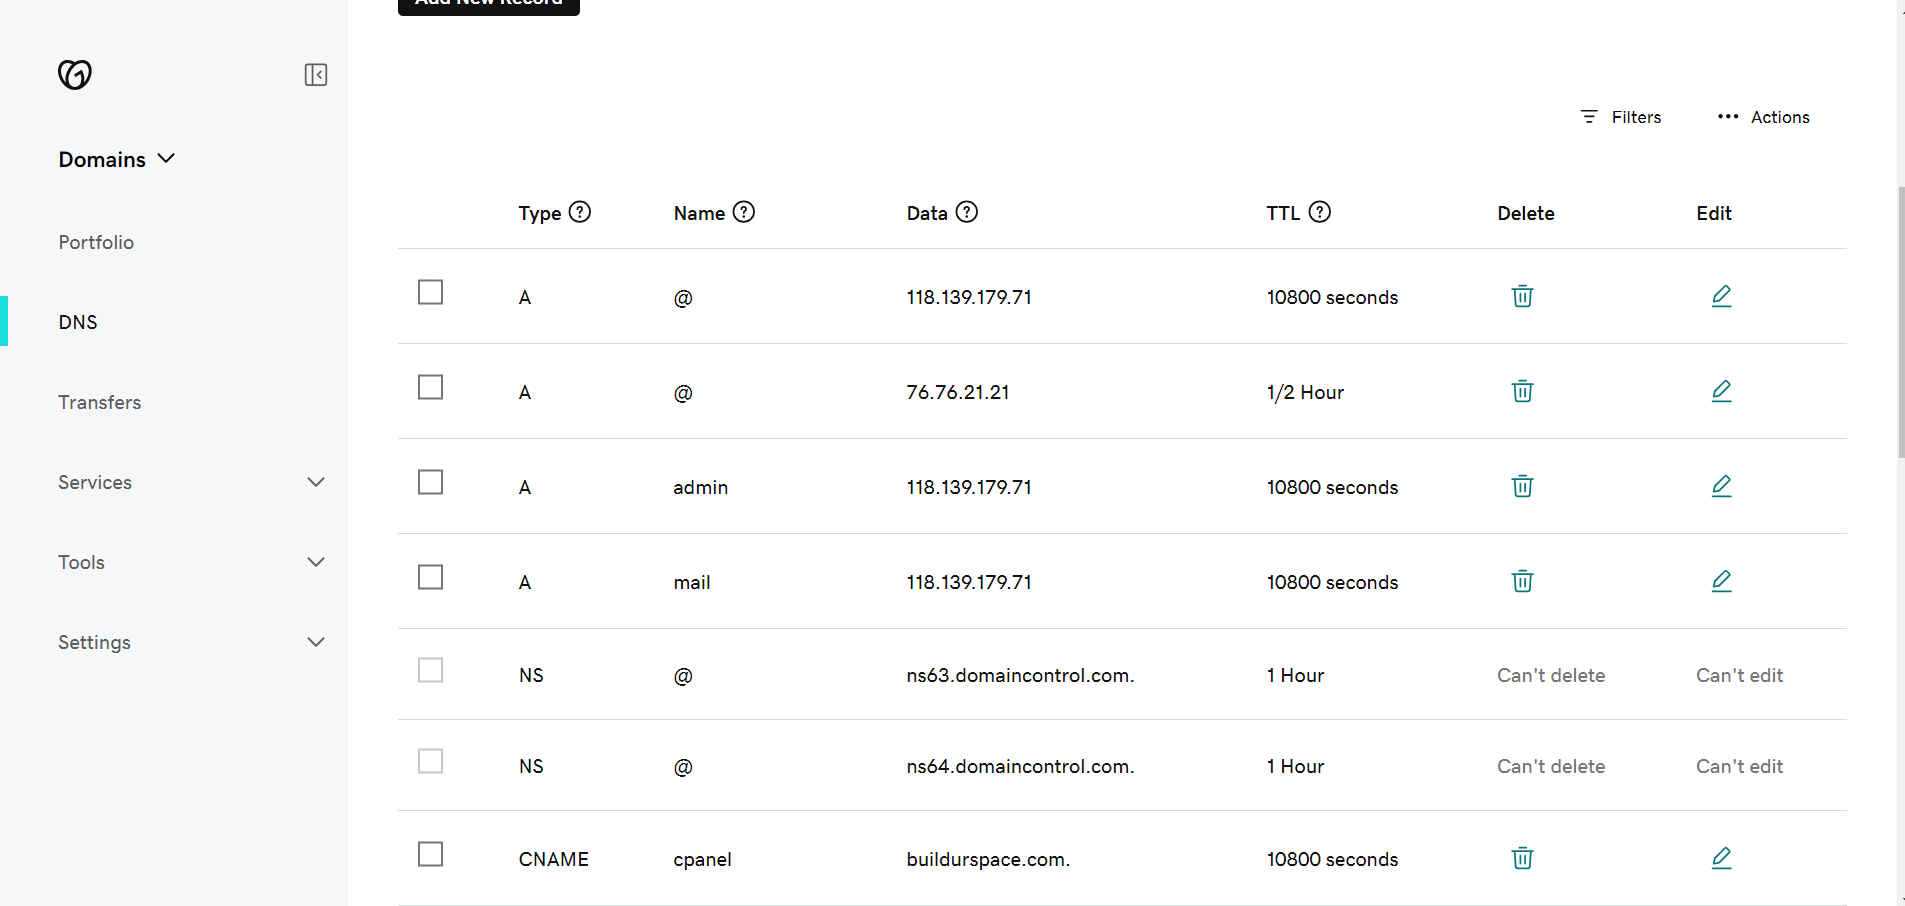 Add New Record
Filters
Actions
Domains
Portfolio
DNS
Transfers
Services
Tools
Settings
Type Name Data TTL Delete Edit
A @ 118.139.179.71 10800 seconds
A @ 76.76.21.21 1/2 Hour
A admin 118.139.179.71 10800 seconds
A mail 118.139.179.71 10800 seconds
NS @ ns63.domaincontrol.com. 1 Hour Can't delete Can't edit
NS @ ns64.domaincontrol.com. 1 Hour Can't delete Can't edit
CNAME cpanel buildurspace.com. 10800 seconds